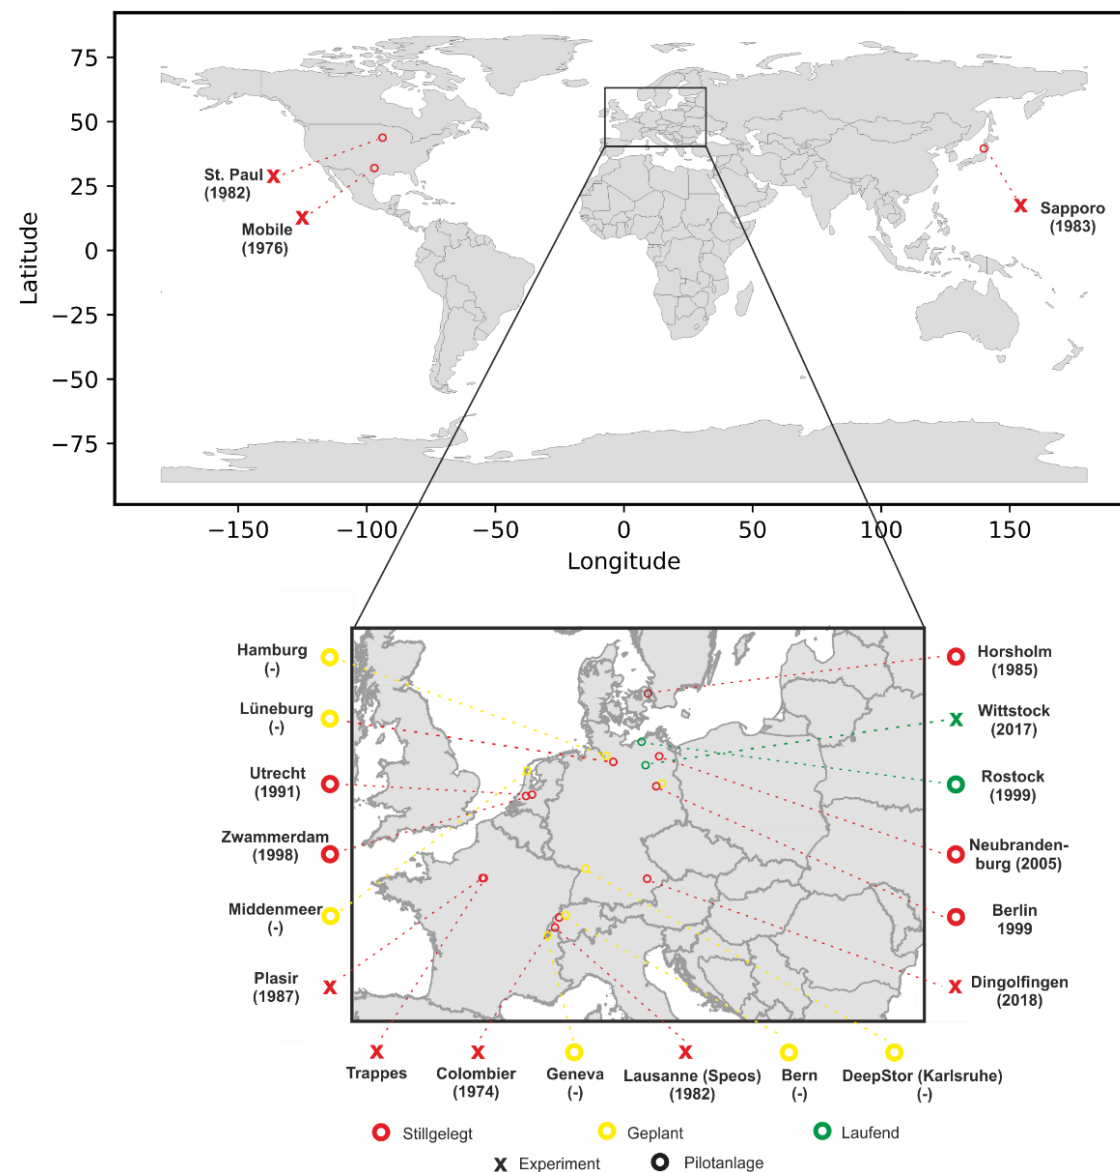 75
50
25
0
−25
−50
−75
Latitude
St. Paul
(1982)
Mobile
(1976)
Sapporo
(1983)
−150
−100
−50
0
50
100
150
Longitude
Hamburg
(-)
Lüneburg
(-)
Utrecht
(1991)
Zwammerdam
(1998)
Middenmeer
(-)
Plasir
(1987)
Horsholm
(1985)
Wittstock
(2017)
Rostock
(1999)
Neubranden-
burg (2005)
Berlin
1999
Dingolfingen
(2018)
Trappes
Colombier
(1974)
Geneva
(-)
Lausanne (Speos)
(1982)
Bern
(-)
DeepStor (Karlsruhe)
(-)
Stillgelegt
Geplant
Laufend
x Experiment
Pilotanlage